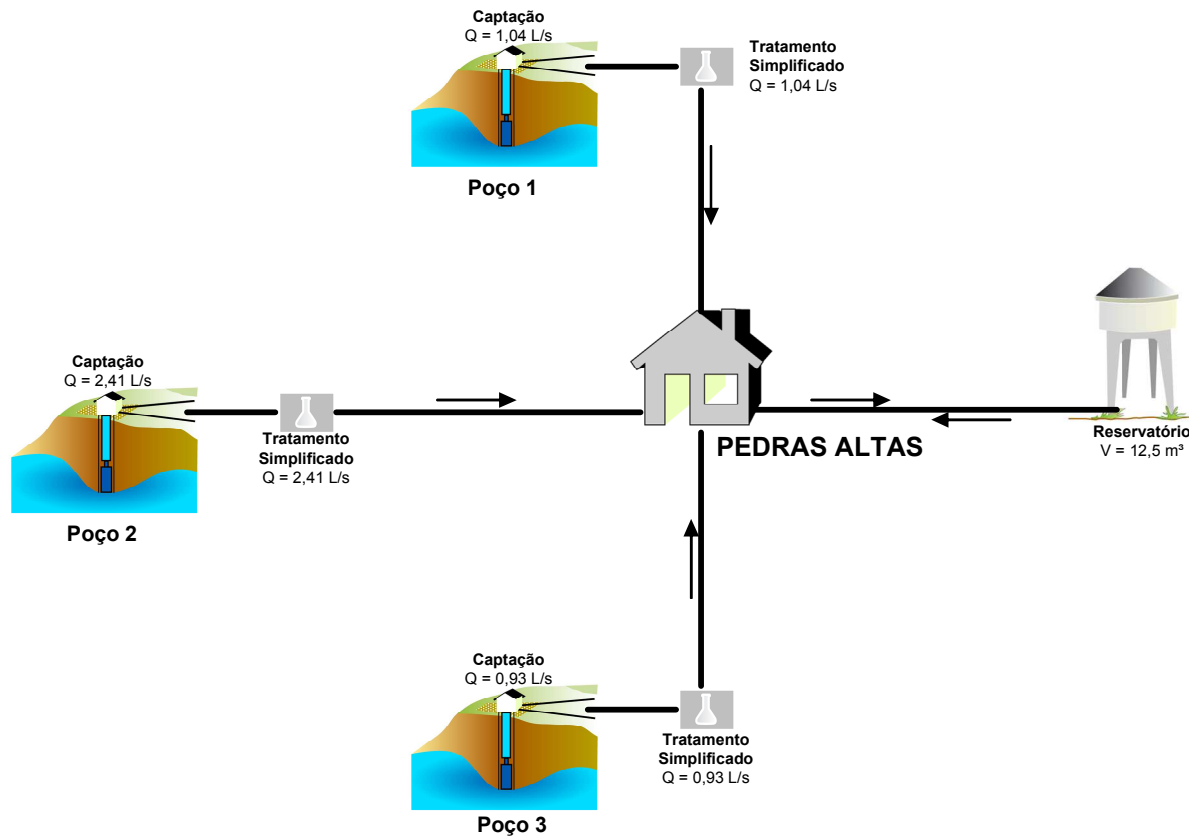 Captação
Q = 1,04 L/s
Tratamento
Simplificado
Q = 1,04 L/s
Poço 1
Captação
Q = 2,41 L/s
Tratamento
Simplificado
Q = 2,41 L/s
Poço 2
PEDRAS ALTAS
Reservatório
V = 12,5 m³
Captação
Q = 0,93 L/s
Tratamento
Simplificado
Q = 0,93 L/s
Poço 3